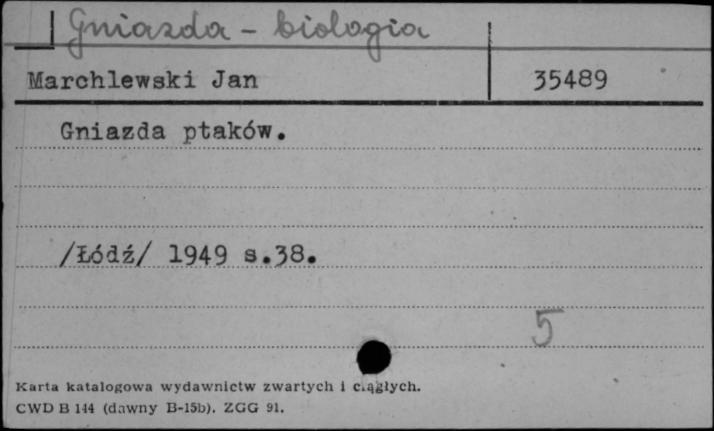 Gniazda - biologia
Marchlewski Jan 35489
Gniazda ptaków.
/Łódź/ 1949 s.38.
5
Karta katalogowa wydawnictw zwartych i ciągłych.
CWD B 144 (dawny B-15b). ZGG 91.